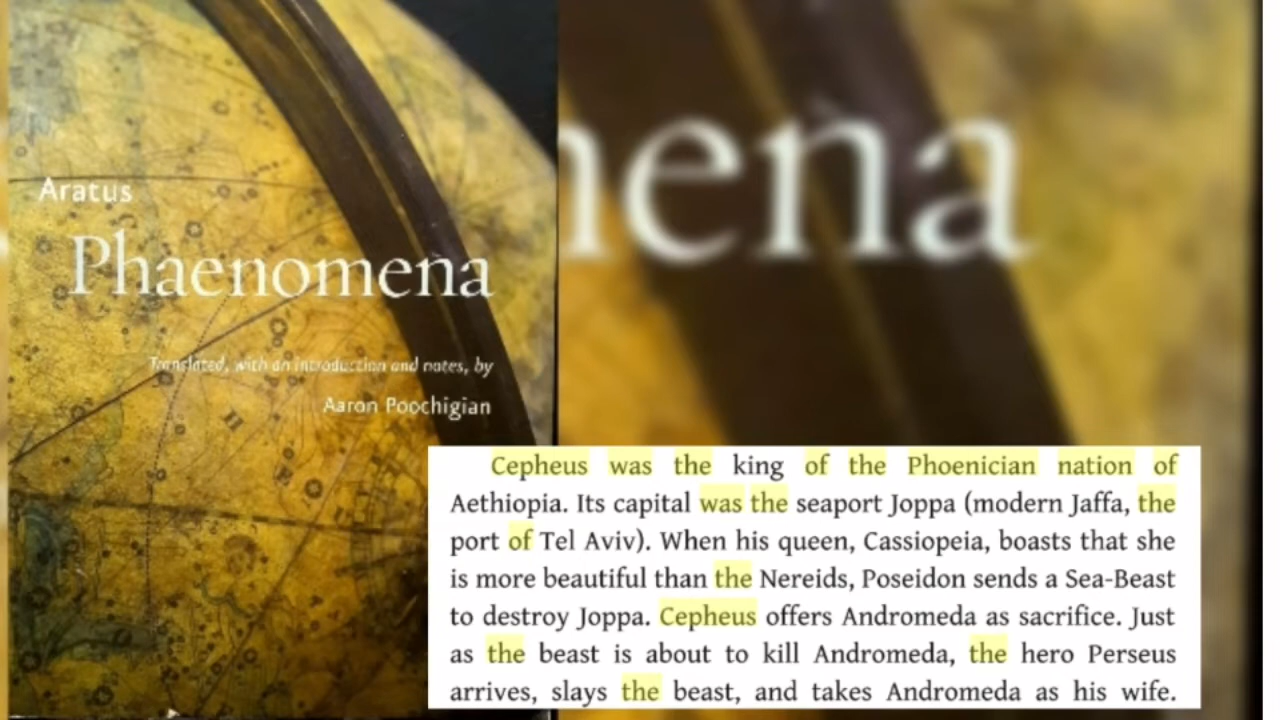 Aratus
Phaenomena
Translated, with an introduction and notes, by
Aaron Poochigian
ena
Cepheus was the king of the Phoenician nation of
Aethiopia. Its capital was the seaport Joppa (modern Jaffa, the
port of Tel Aviv). When his queen, Cassiopeia, boasts that she
is more beautiful than the Nereids, Poseidon sends a Sea-Beast
to destroy Joppa. Cepheus offers Andromeda as sacrifice. Just
as the beast is about to kill Andromeda, the hero Perseus
arrives, slays the beast, and takes Andromeda as his wife.